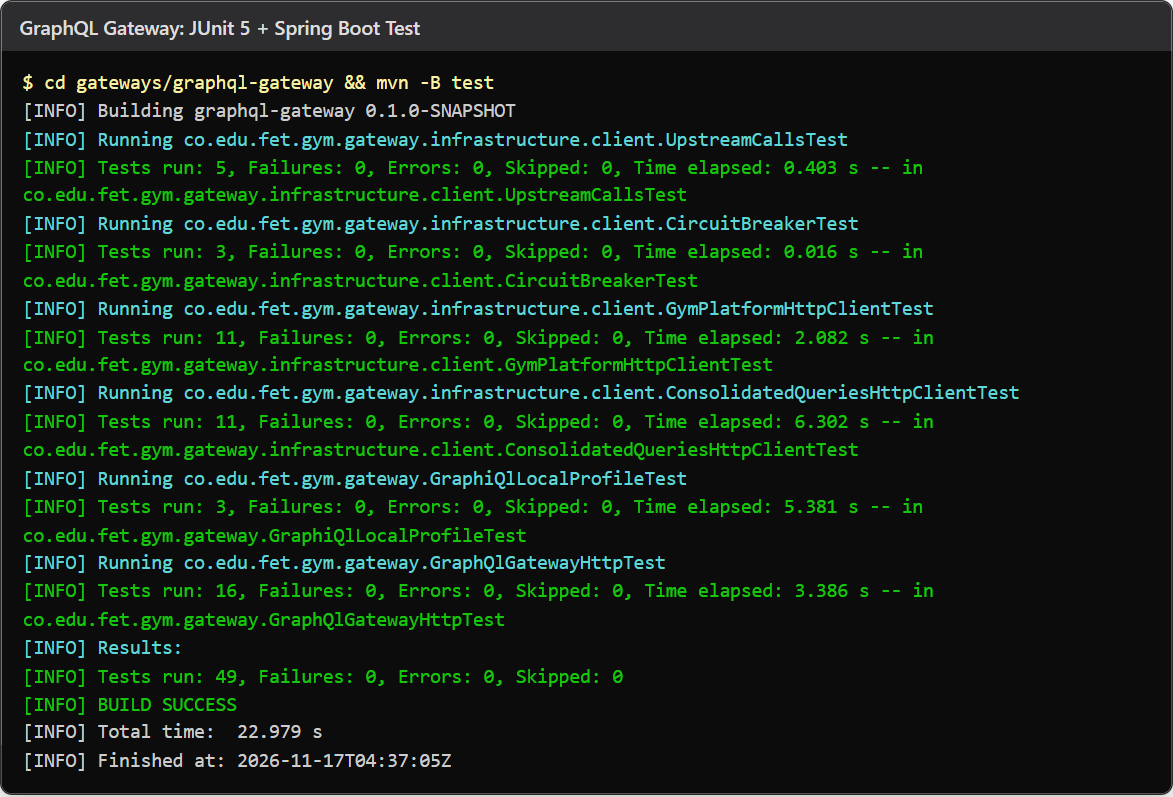 GraphQL Gateway: JUnit 5 + Spring Boot Test
$ cd gateways/graphql-gateway && mvn -B test
[INFO] Building graphql-gateway 0.1.0-SNAPSHOT
[INFO] Running co.edu.fet.gym.gateway.infrastructure.client.UpstreamCallsTest
[INFO] Tests run: 5, Failures: 0, Errors: 0, Skipped: 0, Time elapsed: 0.403 s -- in
co.edu.fet.gym.gateway.infrastructure.client.UpstreamCallsTest
[INFO] Running co.edu.fet.gym.gateway.infrastructure.client.CircuitBreakerTest
[INFO] Tests run: 3, Failures: 0, Errors: 0, Skipped: 0, Time elapsed: 0.016 s -- in
co.edu.fet.gym.gateway.infrastructure.client.CircuitBreakerTest
[INFO] Running co.edu.fet.gym.gateway.infrastructure.client.GymPlatformHttpClientTest
[INFO] Tests run: 11, Failures: 0, Errors: 0, Skipped: 0, Time elapsed: 2.082 s -- in
co.edu.fet.gym.gateway.infrastructure.client.GymPlatformHttpClientTest
[INFO] Running co.edu.fet.gym.gateway.infrastructure.client.ConsolidatedQueriesHttpClientTest
[INFO] Tests run: 11, Failures: 0, Errors: 0, Skipped: 0, Time elapsed: 6.302 s -- in
co.edu.fet.gym.gateway.infrastructure.client.ConsolidatedQueriesHttpClientTest
[INFO] Running co.edu.fet.gym.gateway.GraphiQlLocalProfileTest
[INFO] Tests run: 3, Failures: 0, Errors: 0, Skipped: 0, Time elapsed: 5.381 s -- in
co.edu.fet.gym.gateway.GraphiQlLocalProfileTest
[INFO] Running co.edu.fet.gym.gateway.GraphQlGatewayHttpTest
[INFO] Tests run: 16, Failures: 0, Errors: 0, Skipped: 0, Time elapsed: 3.386 s -- in
co.edu.fet.gym.gateway.GraphQlGatewayHttpTest
[INFO] Results:
[INFO] Tests run: 49, Failures: 0, Errors: 0, Skipped: 0
[INFO] BUILD SUCCESS
[INFO] Total time:  22.979 s
[INFO] Finished at: 2026-11-17T04:37:05Z